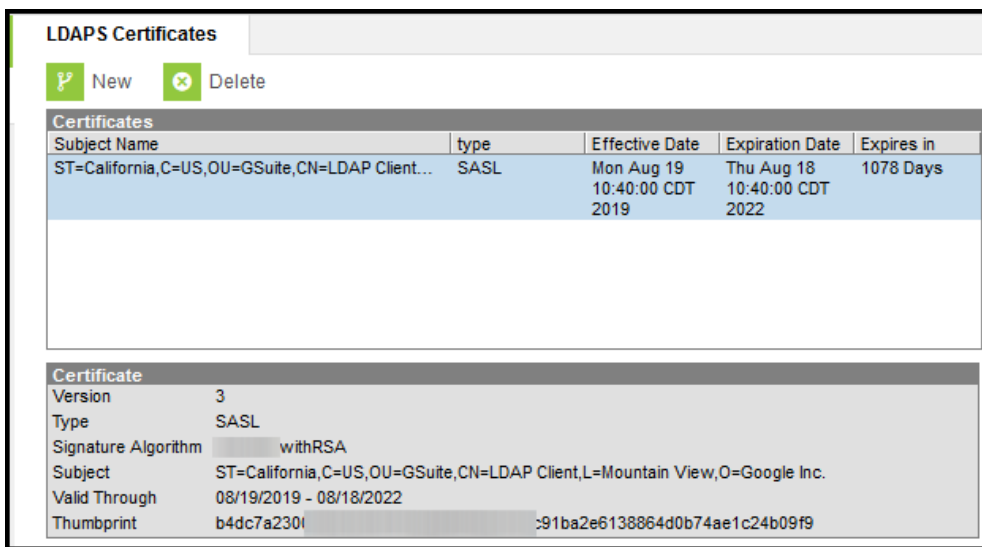 LDAPS Certificates
New Delete
Certificates
Subject Name type Effective Date Expiration Date Expires in
ST=California,C=US,OU=GSuite,CN=LDAP Client... SASL Mon Aug 19 Thu Aug 18 1078 Days
10:40:00 CDT 10:40:00 CDT
2019 2022
Certificate
Version 3
Type SASL
Signature Algorithm withRSA
Subject ST=California,C=US,OU=GSuite,CN=LDAP Client,L=Mountain View,O=Google Inc.
Valid Through 08/19/2019 - 08/18/2022
Thumbprint b4dc7a230 c91ba2e6138864d0b74ae1c24b09f9